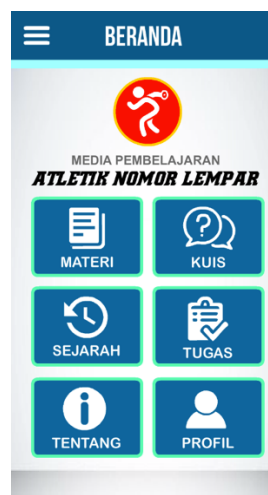 BERANDA
MEDIA PEMBELAJARAN
ATLETIK NOMOR LEMPAR
MATERI
KUIS
SEJARAH
TUGAS
TENTANG
PROFIL